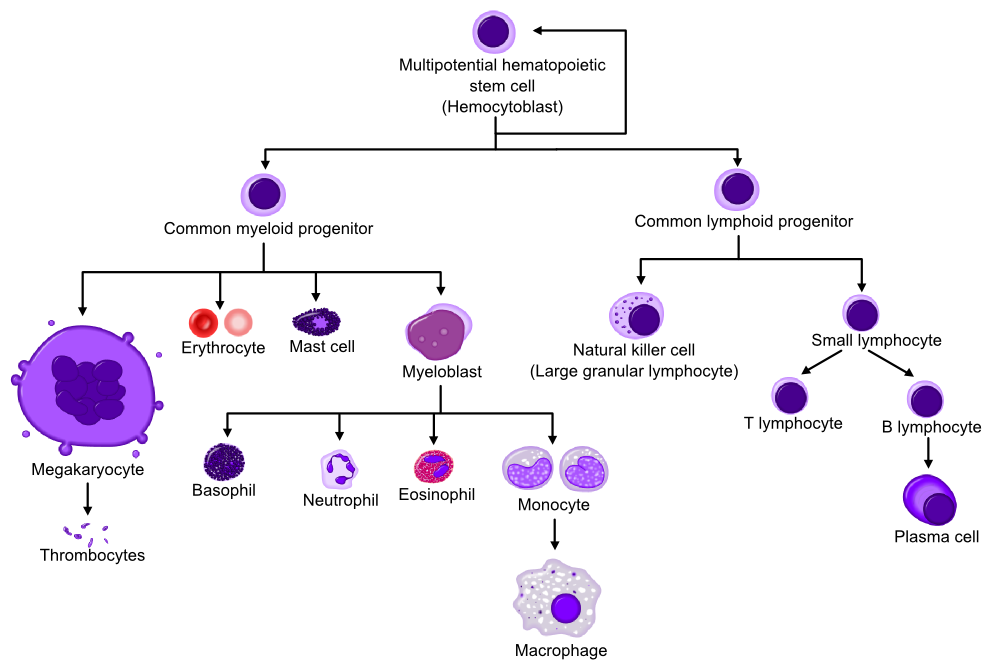 Multipotential hematopoietic
stem cell
(Hemocytoblast)
Common myeloid progenitor
Common lymphoid progenitor
Erythrocyte
Mast cell
Myeloblast
Natural killer cell
(Large granular lymphocyte)
Small lymphocyte
T lymphocyte
B lymphocyte
Megakaryocyte
Basophil
Neutrophil
Eosinophil
Monocyte
Plasma cell
Thrombocytes
Macrophage